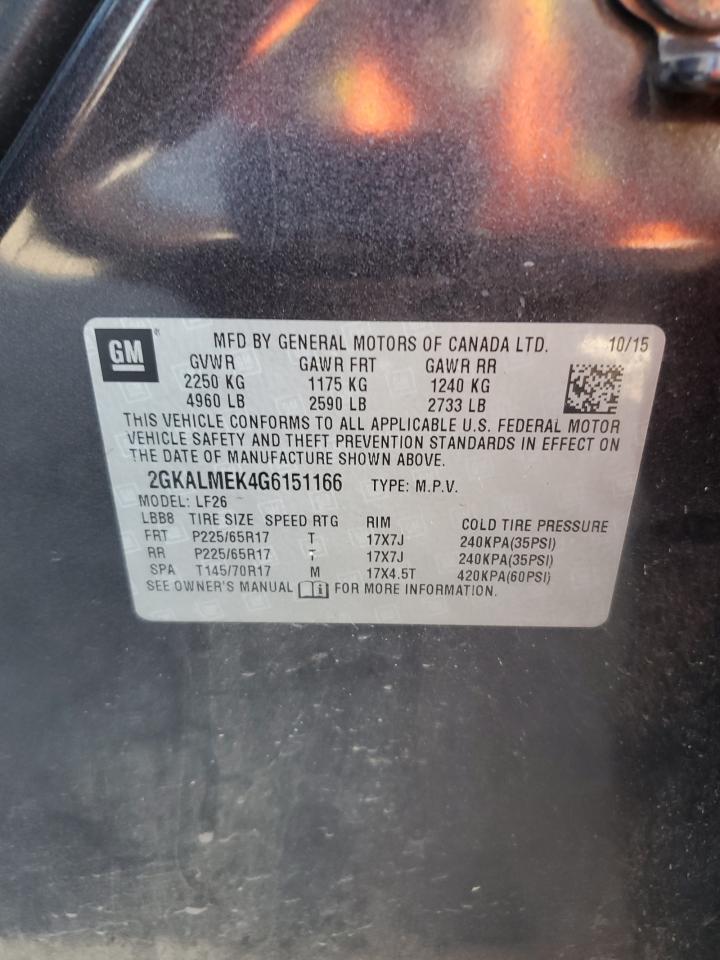 GM
MFD BY GENERAL MOTORS OF CANADA LTD. 10/15
GVWR GAWR FRT GAWR RR
2250 KG 1175 KG 1240 KG
4960 LB 2590 LB 2733 LB
THIS VEHICLE CONFORMS TO ALL APPLICABLE U.S. FEDERAL MOTOR
VEHICLE SAFETY AND THEFT PREVENTION STANDARDS IN EFFECT ON
THE DATE OF MANUFACTURE SHOWN ABOVE.
2GKALMEK4G6151166 TYPE: M.P.V.
MODEL: LF26
LBB8 TIRE SIZE SPEED RTG RIM COLD TIRE PRESSURE
FRT P225/65R17 T 17X7J 240KPA(35PSI)
RR P225/65R17 T 17X7J 240KPA(35PSI)
SPA T145/70R17 M 17X4.5T 420KPA(60PSI)
SEE OWNER'S MANUAL FOR MORE INFORMATION.